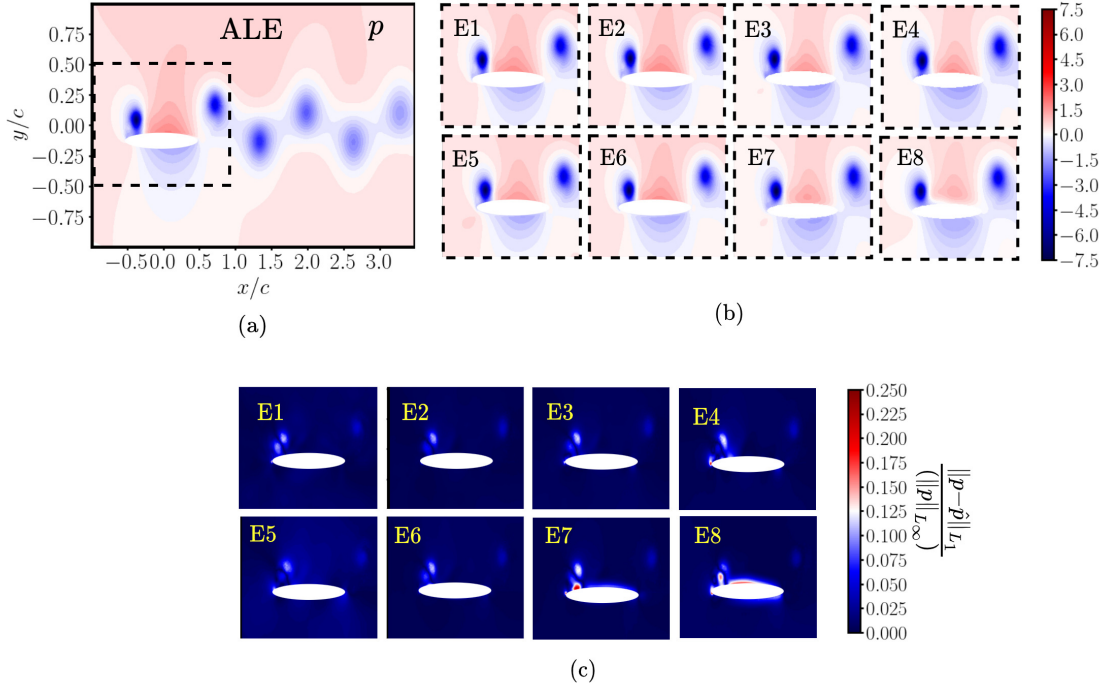 ALE
p
0.75
0.50
0.25
0.00
−0.25
−0.50
−0.75
y/c
−0.5 0.0 0.5 1.0 1.5 2.0 2.5 3.0
x/c
(a)
E1 E2 E3 E4
E5 E6 E7 E8
7.5
6.0
4.5
3.0
1.5
0.0
−1.5
−3.0
−4.5
−6.0
−7.5
(b)
E1 E2 E3 E4
E5 E6 E7 E8
0.250
0.225
0.200
0.175
0.150
0.125
0.100
0.075
0.050
0.025
0.000
||p−p̂||L₁
(||p||L∞)
(c)